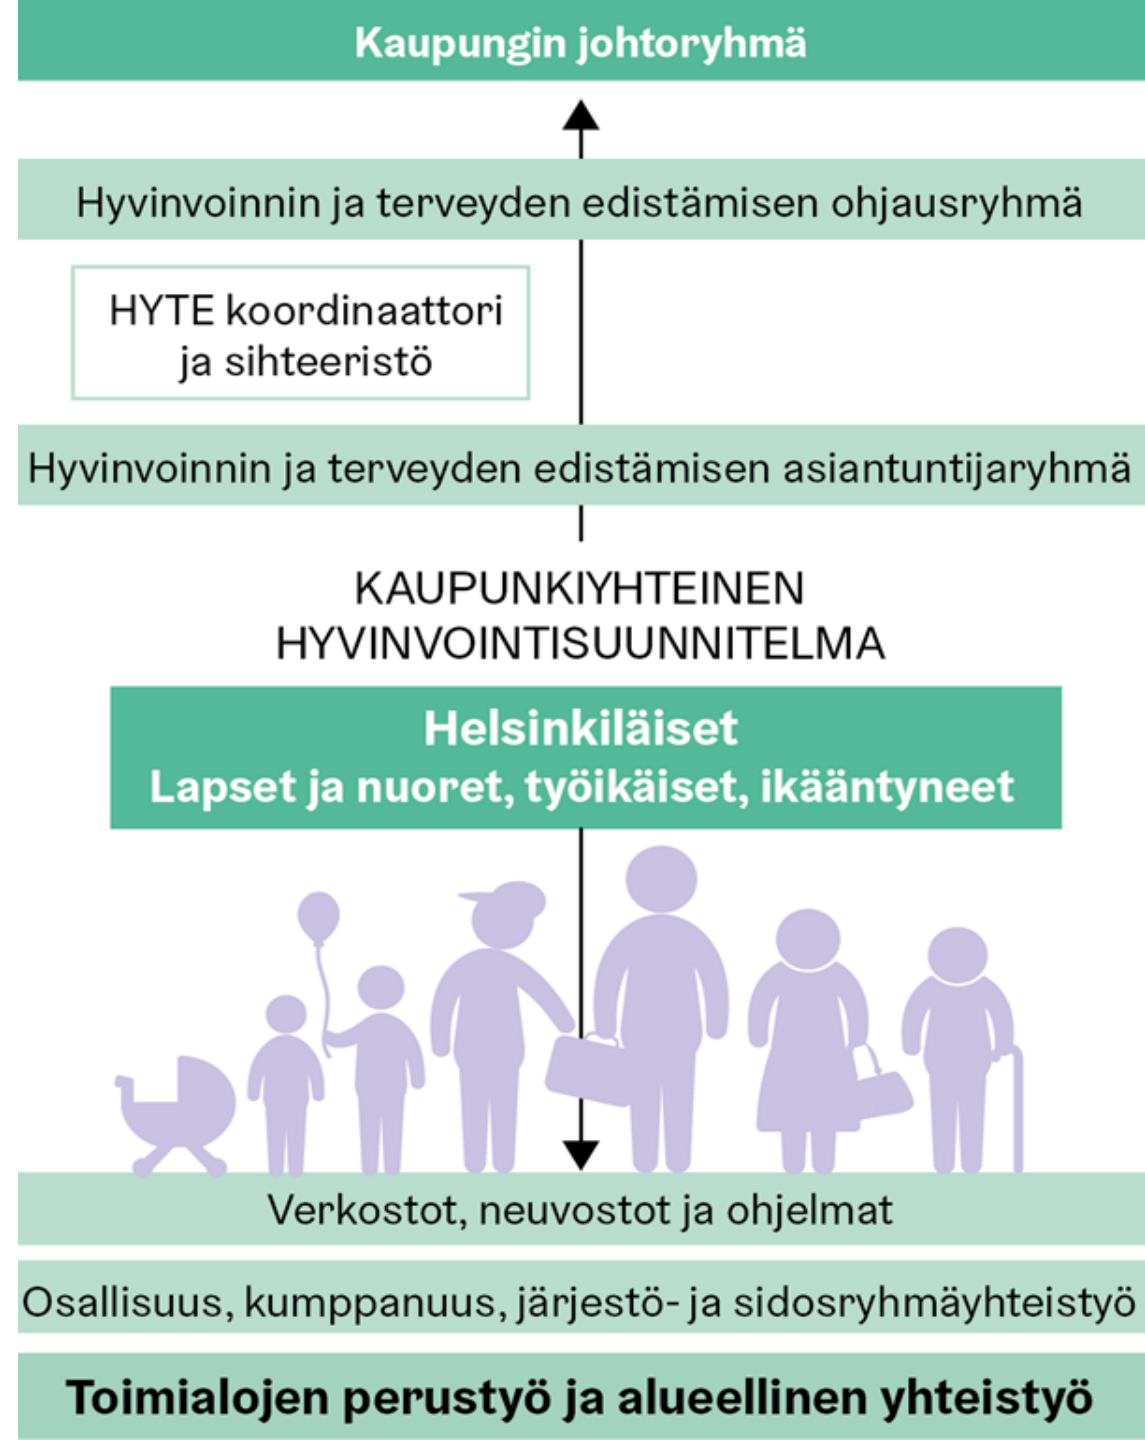 Kaupungin johtoryhmä
Hyvinvoinnin ja terveyden edistämisen ohjausryhmä
HYTE koordinaattori
ja sihteeristö
Hyvinvoinnin ja terveyden edistämisen asiantuntijaryhmä
KAUPUNKIYHTEINEN
HYVINVOINTISUUNNITELMA
Helsinkiläiset
Lapset ja nuoret, työikäiset, ikääntyneet
Verkostot, neuvostot ja ohjelmat
Osallisuus, kumppanuus, järjestö- ja sidosryhmäyhteistyö
Toimialojen perustyö ja alueellinen yhteistyö